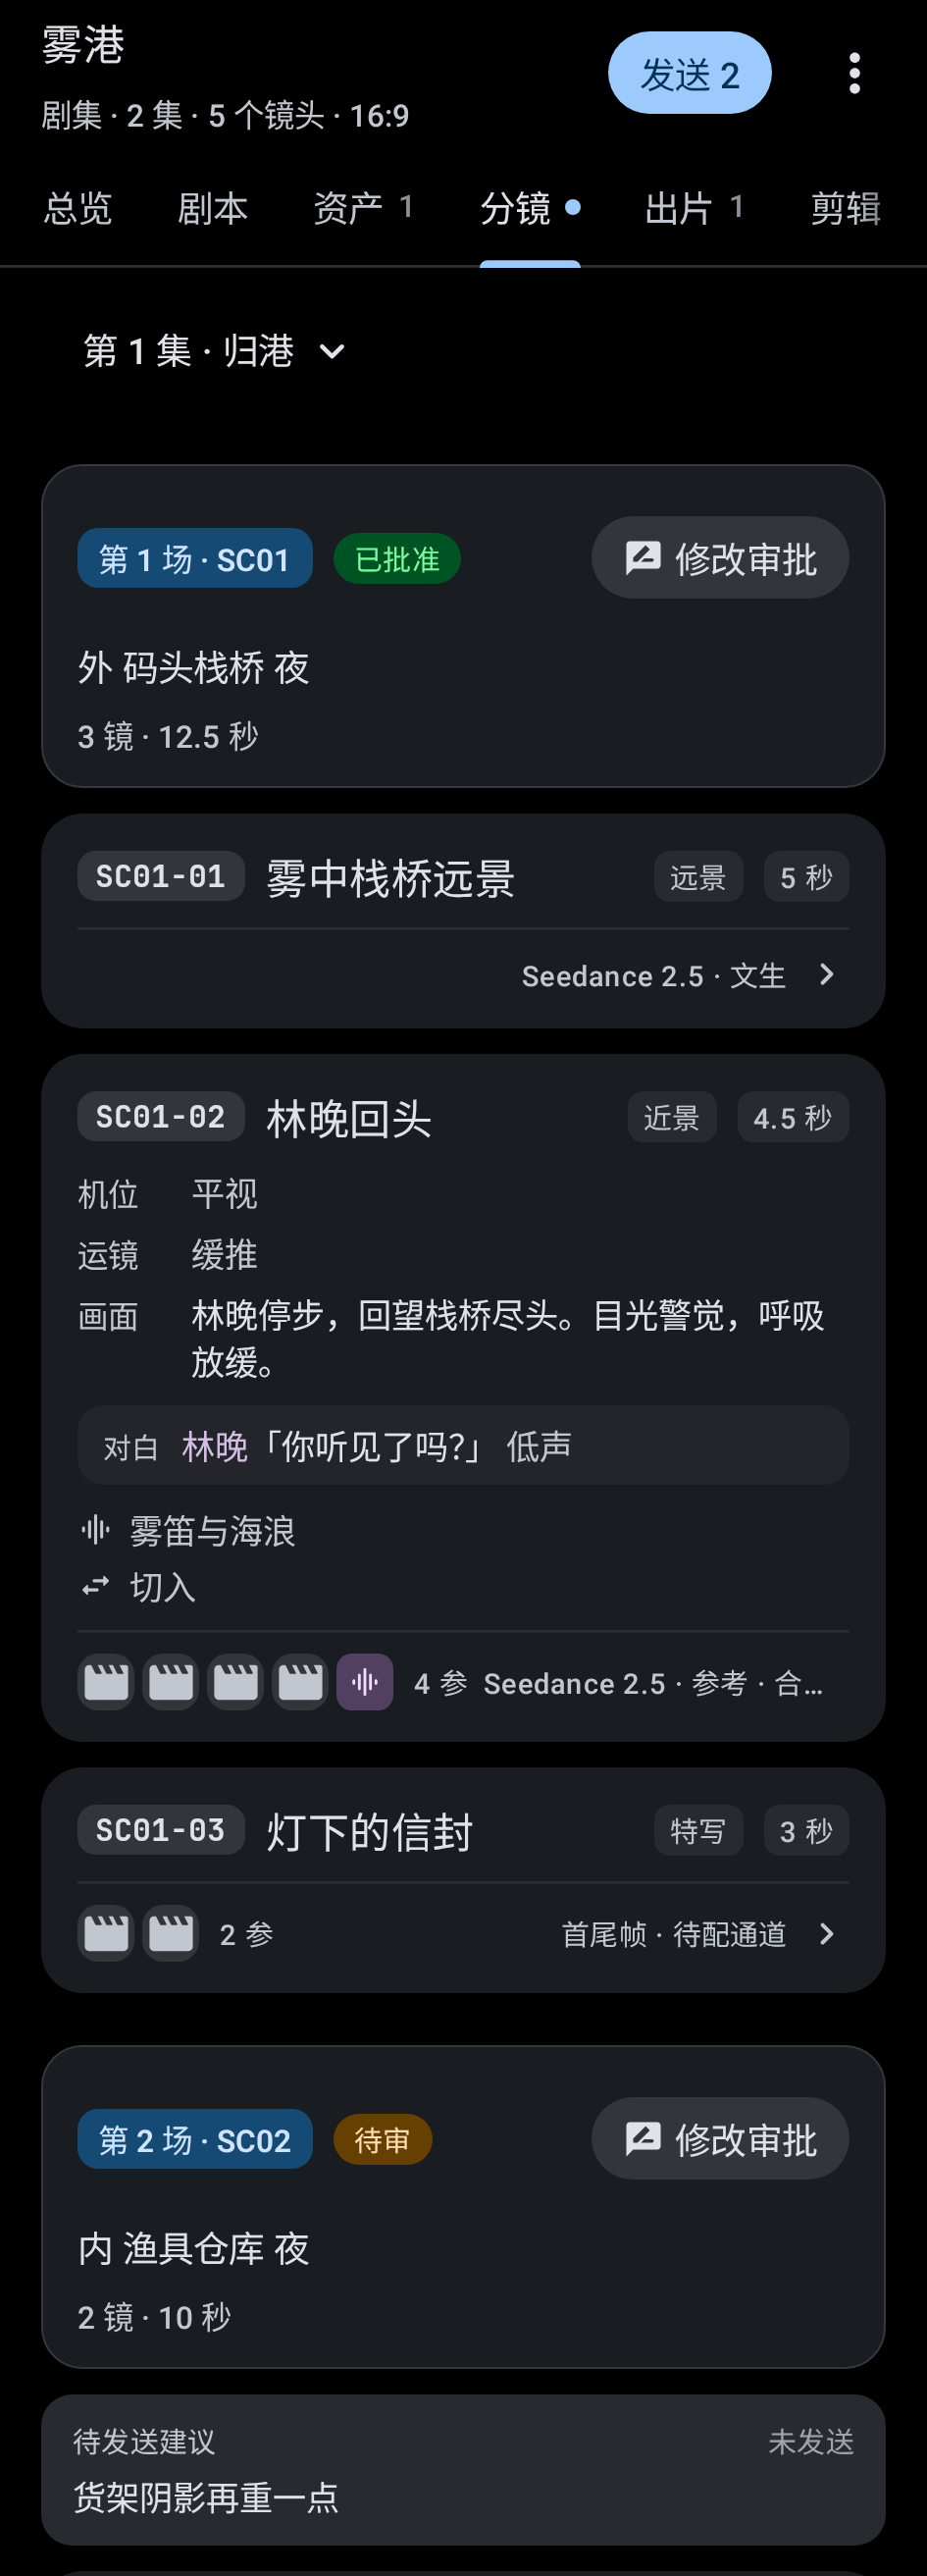 雾港
发送 2
剧集 · 2 集 · 5 个镜头 · 16:9
总览 剧本 资产 1 分镜 出片 1 剪辑
第 1 集 · 归港
第 1 场 · SC01 已批准 修改审批
外 码头栈桥 夜
3 镜 · 12.5 秒
SC01-01 雾中栈桥远景 远景 5 秒
Seedance 2.5 · 文生
SC01-02 林晚回头 近景 4.5 秒
机位 平视
运镜 缓推
画面 林晚停步，回望栈桥尽头。目光警觉，呼吸
放缓。
对白 林晚「你听见了吗？」 低声
雾笛与海浪
切入
4 参 Seedance 2.5 · 参考 · 合…
SC01-03 灯下的信封 特写 3 秒
2 参 首尾帧 · 待配通道
第 2 场 · SC02 待审 修改审批
内 渔具仓库 夜
2 镜 · 10 秒
待发送建议 未发送
货架阴影再重一点